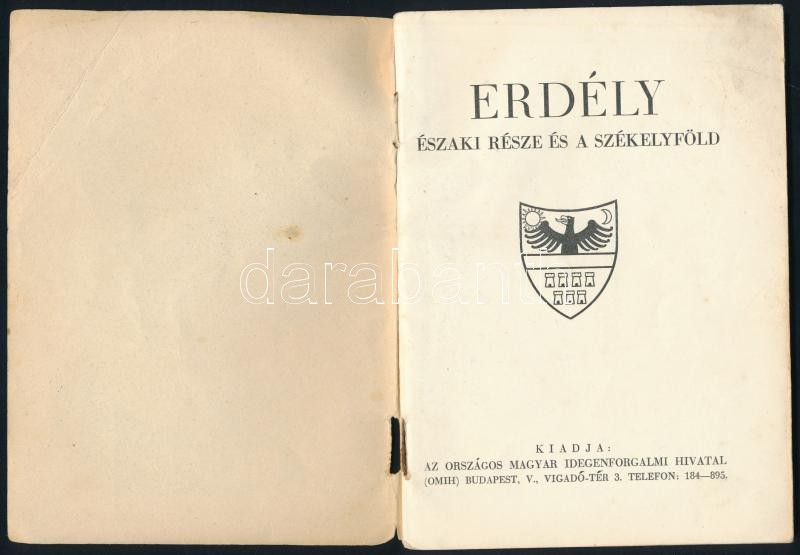 ERDÉLY
ÉSZAKI RÉSZE ÉS A SZÉKELYFÖLD
KIADJA:
AZ ORSZÁGOS MAGYAR IDEGENFORGALMI HIVATAL
(OMIH) BUDAPEST, V., VIGADÓ-TÉR 3. TELEFON: 184—895.
darabanth